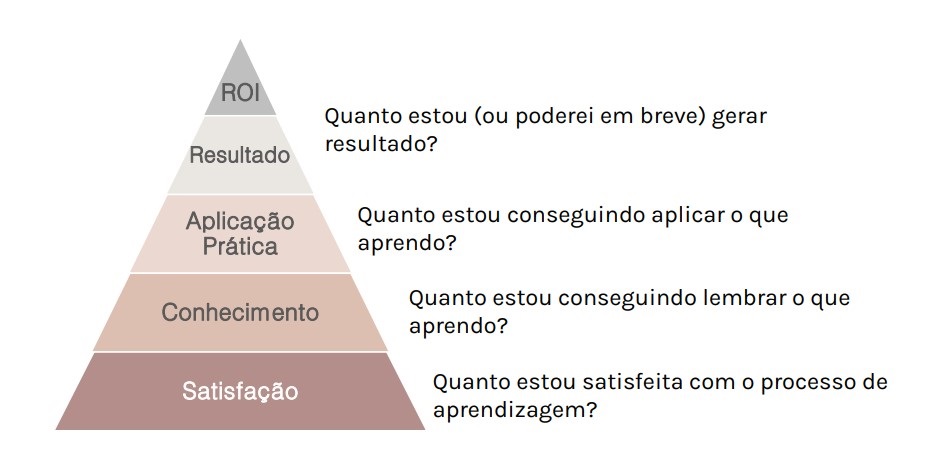 ROI
Quanto estou (ou poderei em breve) gerar
resultado?
Resultado
Aplicação
Prática
Quanto estou conseguindo aplicar o que
aprendo?
Conhecimento
Quanto estou conseguindo lembrar o que
aprendo?
Satisfação
Quanto estou satisfeita com o processo de
aprendizagem?